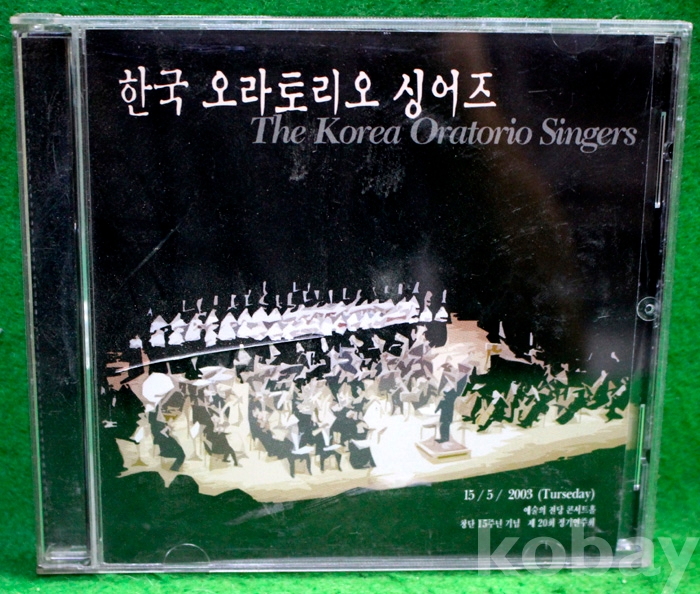 한국 오라토리오 싱어즈
The Korea Oratorio Singers
15 / 5 / 2003 (Turseday)
예술의 전당 콘서트홀
창단 15주년 기념 제 20회 정기연주회
kobay